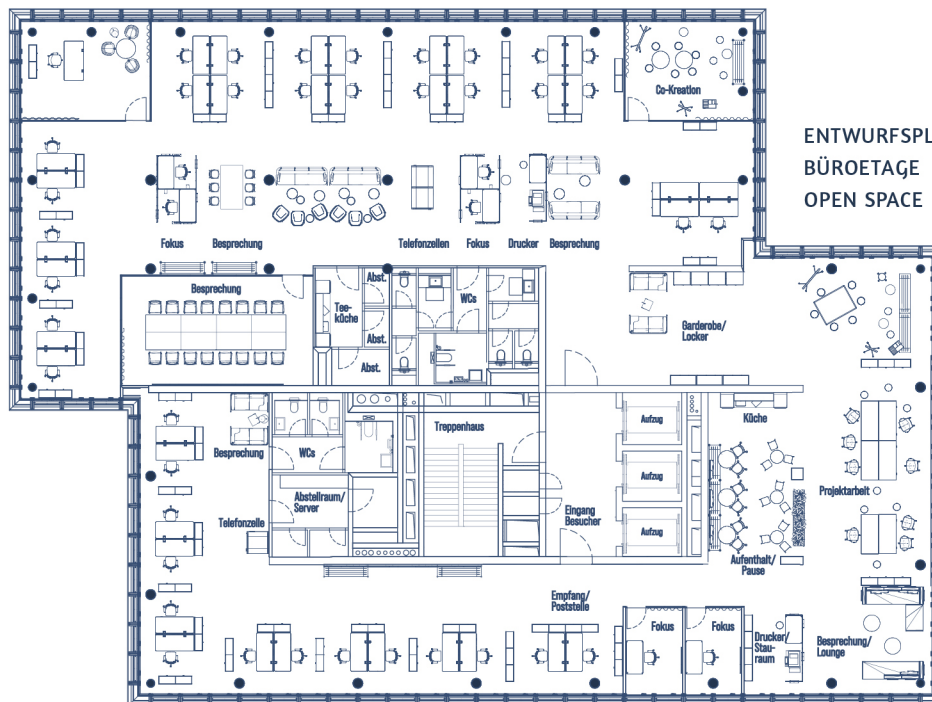 Co-Kreation
ENTWURFSPL
BÜROETAGE
OPEN SPACE
Fokus
Besprechung
Telefonzellen
Fokus
Drucker
Besprechung
Besprechung
Tee-
küche
Abst.
Abst.
Abst.
WCs
Garderobe/
Locker
Besprechung
WCs
Treppenhaus
Aufzug
Küche
Abstellraum/
Server
Telefonzelle
Aufzug
Projektarbeit
Eingang
Besucher
Aufzug
Aufenthalt/
Pause
Empfang/
Poststelle
Fokus
Fokus
Drucker/
Stau-
raum
Besprechung/
Lounge